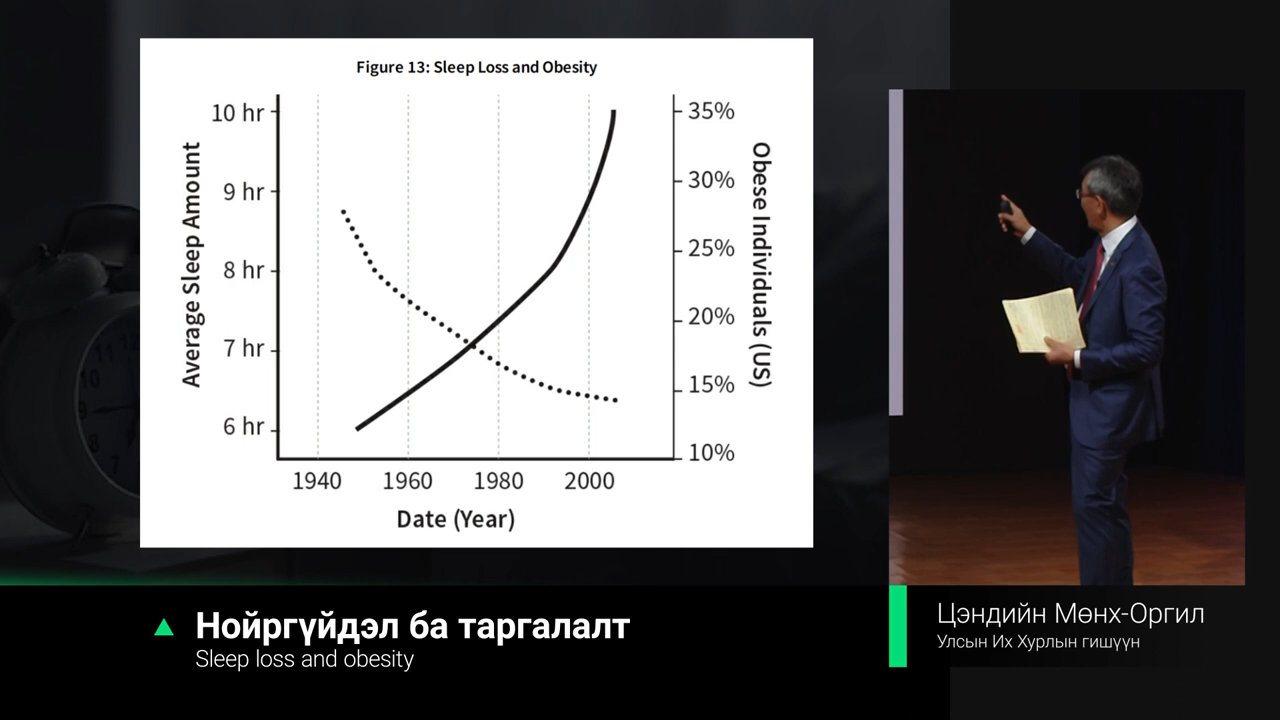 Figure 13: Sleep Loss and Obesity
10 hr
9 hr
8 hr
7 hr
6 hr
Average Sleep Amount
35%
30%
25%
20%
15%
10%
Obese Individuals (US)
1940 1960 1980 2000
Date (Year)
Нойргүйдэл ба таргалалт
Sleep loss and obesity
Цэндийн Мөнх-Оргил
Улсын Их Хурлын гишүүн